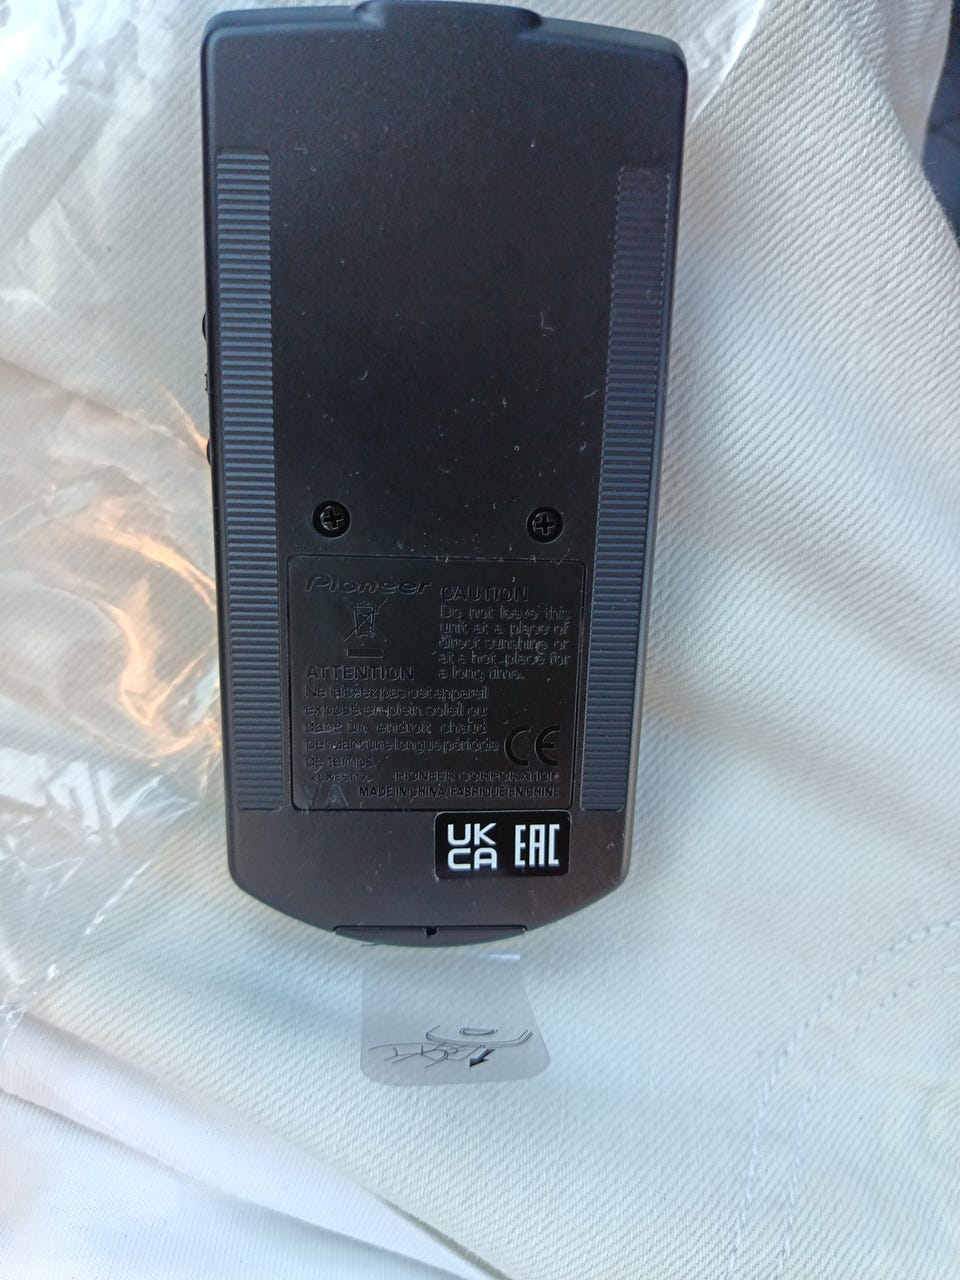 Pioneer
CAUTION
Do not leave this
unit at a place of
direct sunshine or
at a hot place for
a long time.
ATTENTION
Ne laissez pas cet appareil
exposé en plein soleil ou
dans un endroit chaud
pendant une longue période
de temps.
CE
PIONEER CORPORATION
MADE IN CHINA/FABRIQUE EN CHINE
UK
CA
EAC